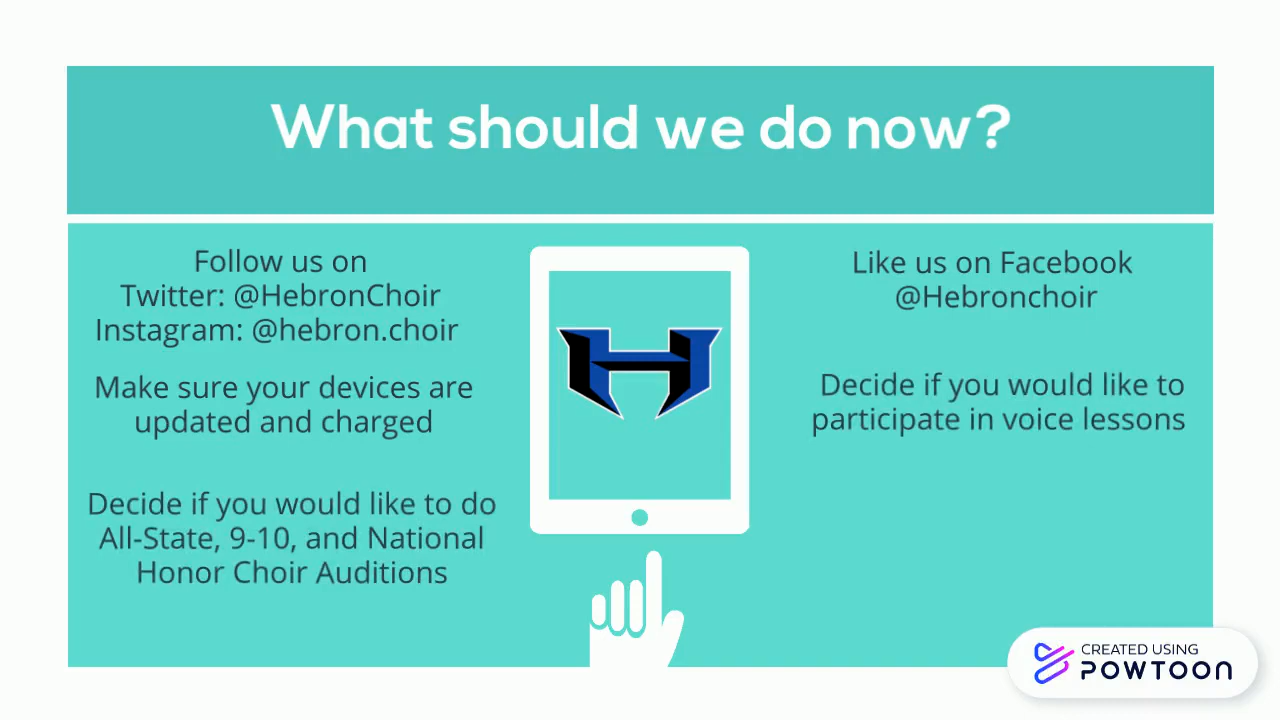 What should we do now?
Follow us on
Twitter: @HebronChoir
Instagram: @hebron.choir
Make sure your devices are
updated and charged
Decide if you would like to do
All-State, 9-10, and National
Honor Choir Auditions
H
Like us on Facebook
@Hebronchoir
Decide if you would like to
participate in voice lessons
CREATED USING
POWTOON